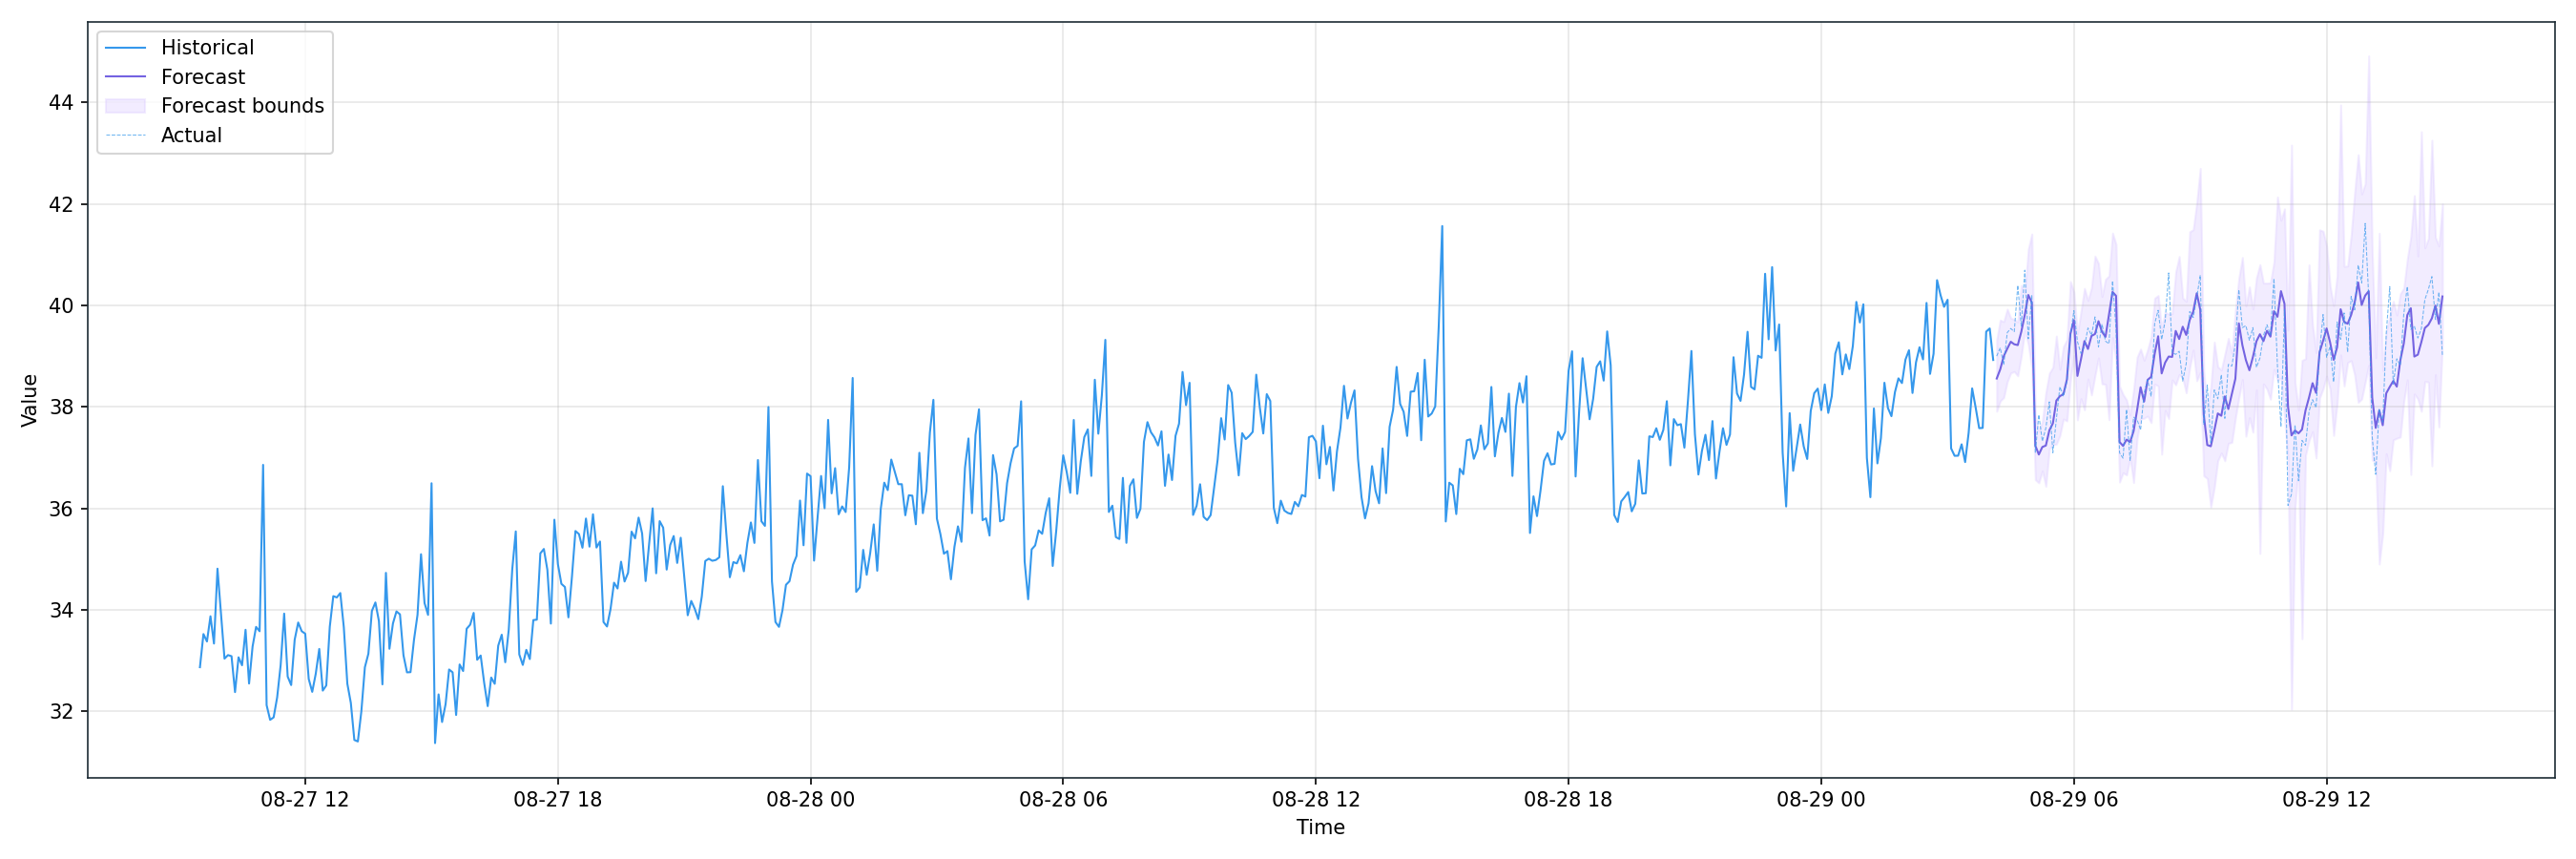 Historical
Forecast
Forecast bounds
Actual
44
42
40
38
36
34
32
Value
08-27 12
08-27 18
08-28 00
08-28 06
08-28 12
08-28 18
08-29 00
08-29 06
08-29 12
Time